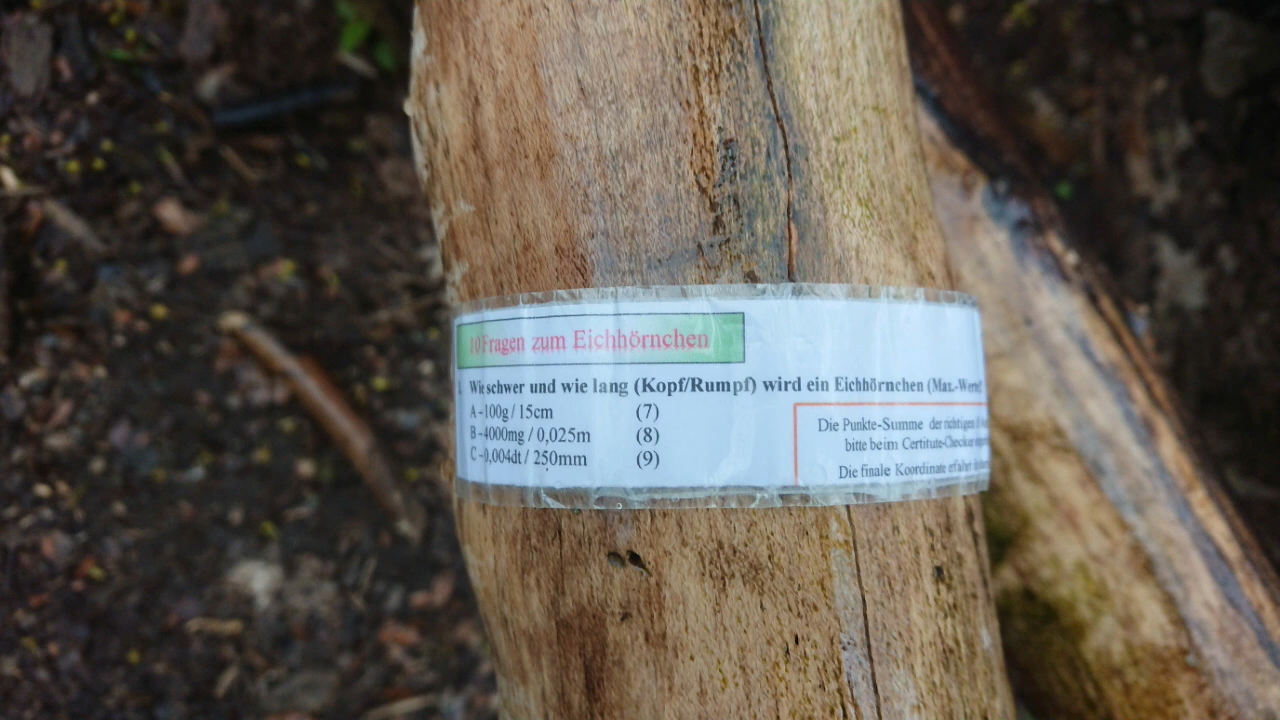 10 Fragen zum Eichhörnchen
Wie schwer und wie lang (Kopf/Rumpf) wird ein Eichhörnchen (Max.-Werte)
A - 100g / 15cm (7)
B - 4000mg / 0,025m (8)
C - 0,004dt / 250mm (9)
Die Punkte-Summe der richtigen
bitte beim Certitute-Checker
Die finale Koordinate erfahrt